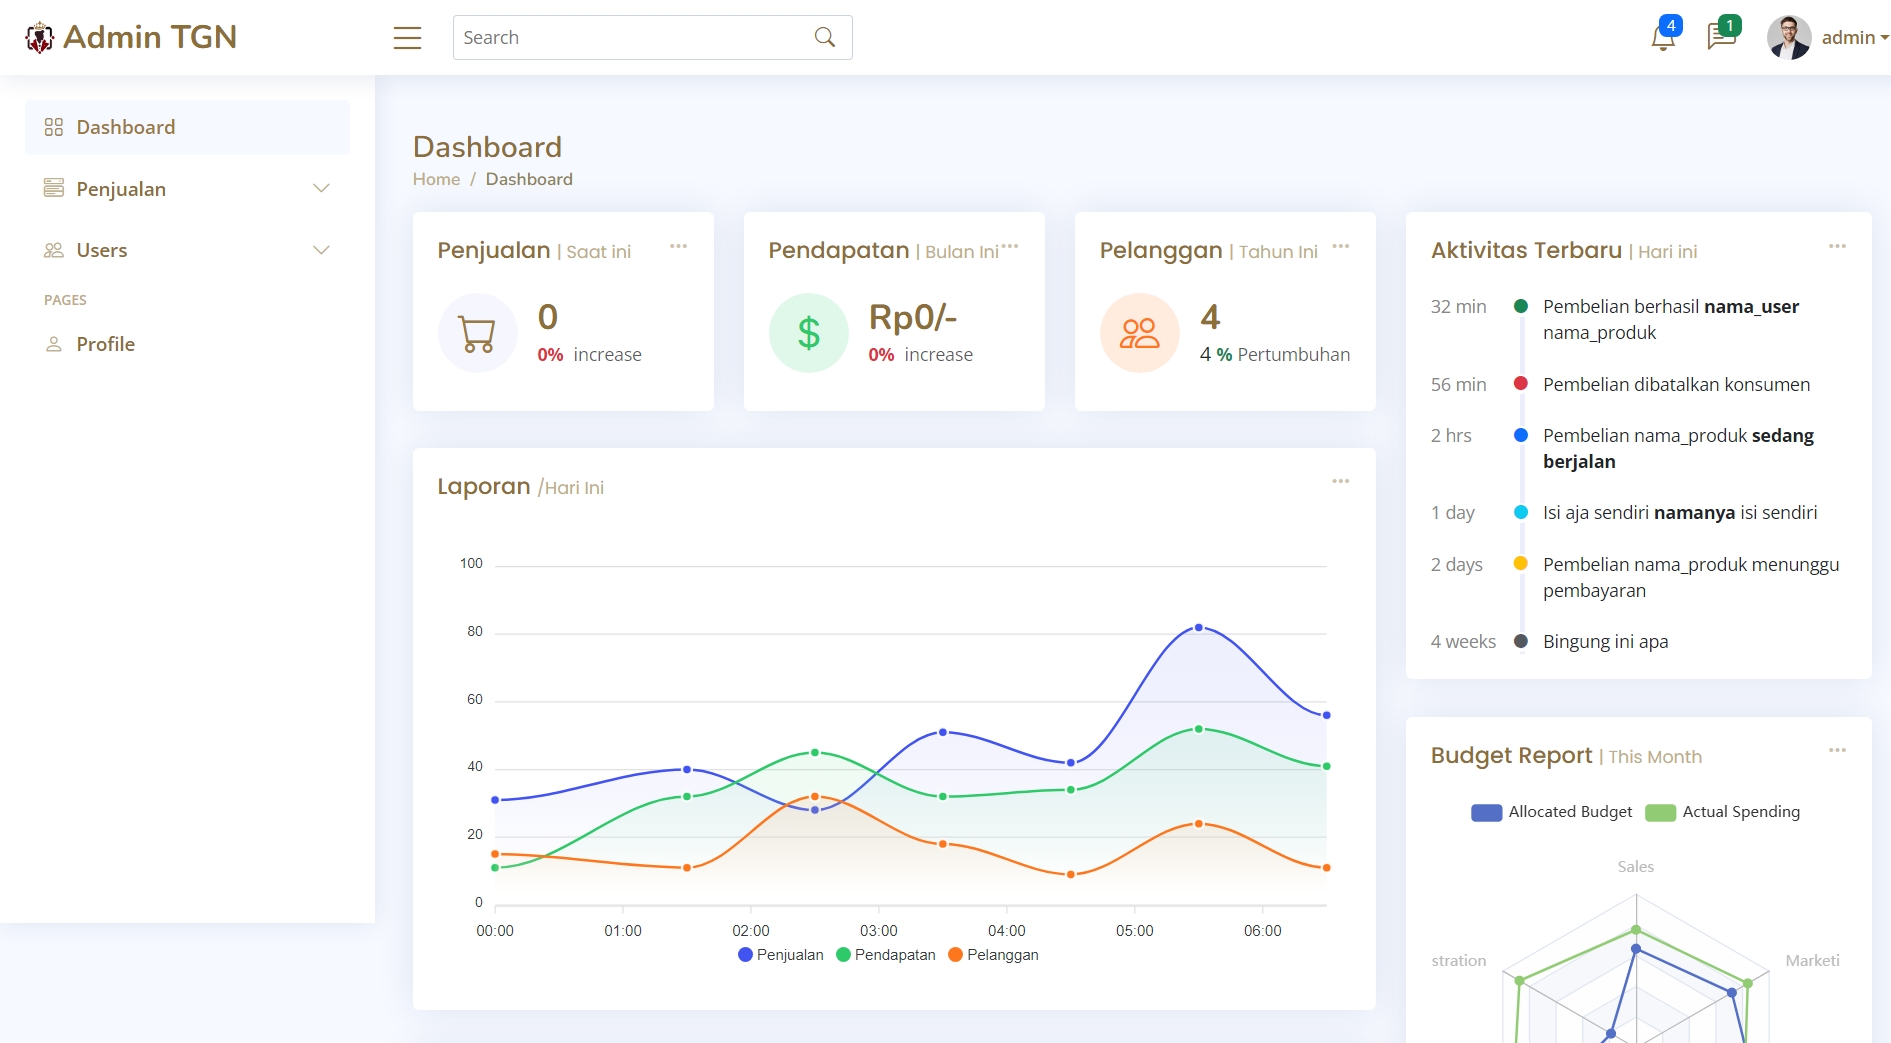 Admin TGN
Search
4
1
admin
Dashboard
Penjualan
Users
PAGES
Profile
Dashboard
Home / Dashboard
Penjualan | Saat ini
0
0% increase
Pendapatan | Bulan Ini
$
Rp0/-
0% increase
Pelanggan | Tahun Ini
4
4 % Pertumbuhan
Laporan /Hari Ini
100
80
60
40
20
0
00:00 01:00 02:00 03:00 04:00 05:00 06:00
Penjualan Pendapatan Pelanggan
Aktivitas Terbaru | Hari ini
32 min Pembelian berhasil nama_user
nama_produk
56 min Pembelian dibatalkan konsumen
2 hrs Pembelian nama_produk sedang
berjalan
1 day Isi aja sendiri namanya isi sendiri
2 days Pembelian nama_produk menunggu
pembayaran
4 weeks Bingung ini apa
Budget Report | This Month
Allocated Budget Actual Spending
Sales
stration Marketi